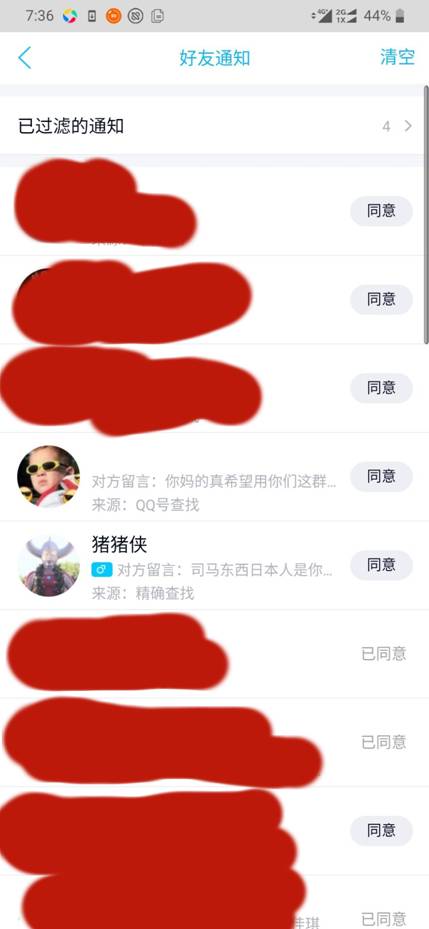 7:36
4G
2G
1X
44%
好友通知
清空
已过滤的通知
4
同意
同意
同意
对方留言：你妈的真希望用你们这群...
同意
来源：QQ号查找
猪猪侠
对方留言：司马东西日本人是你...
同意
来源：精确查找
已同意
已同意
同意
已同意